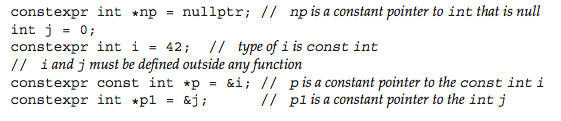 constexpr int *np = nullptr; // np is a constant pointer to int that is null
int j = 0;
constexpr int i = 42; // type of i is const int
// i and j must be defined outside any function
constexpr const int *p = &i; // p is a constant pointer to the const int i
constexpr int *p1 = &j; // p1 is a constant pointer to the int j